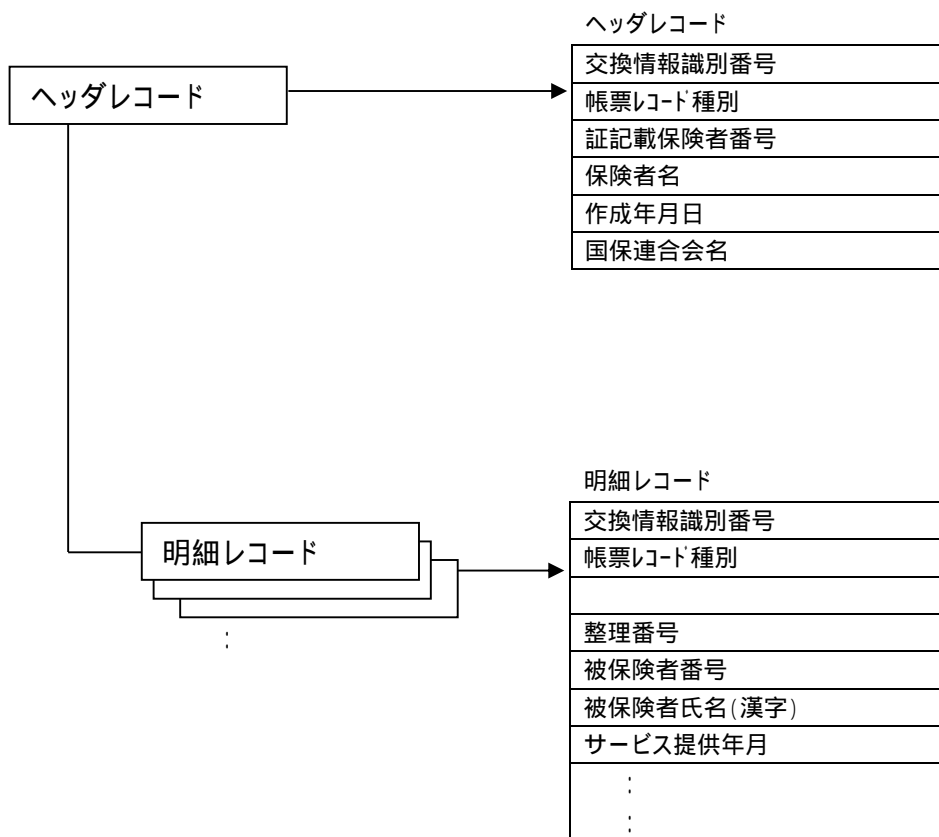 ヘッダレコード
ヘッダレコード
交換情報識別番号
帳票ﾚｺｰﾄﾞ種別
証記載保険者番号
保険者名
作成年月日
国保連合会名
明細レコード
明細レコード
交換情報識別番号
帳票ﾚｺｰﾄﾞ種別
整理番号
被保険者番号
被保険者氏名(漢字)
サービス提供年月
:
:
: